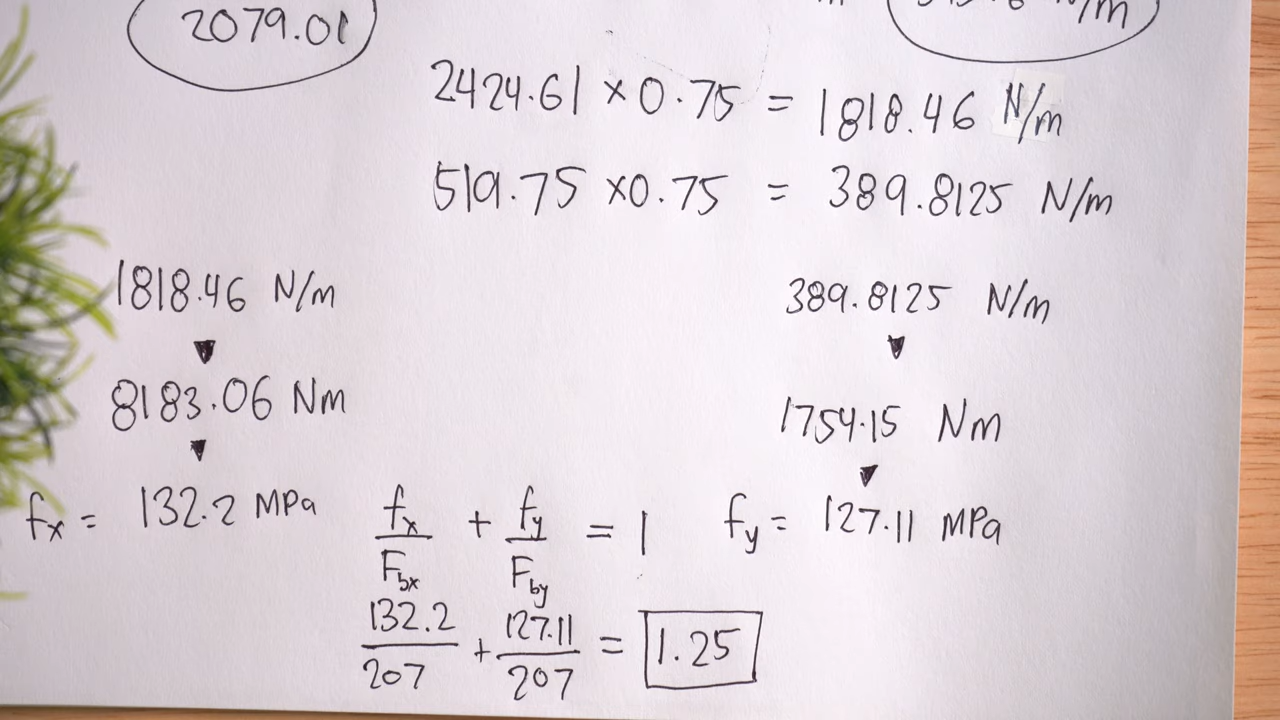 2079.01
N/m
2424.61 × 0.75 = 1818.46 N/m
519.75 × 0.75 = 389.8125 N/m
1818.46 N/m
389.8125 N/m
8183.06 Nm
1754.15 Nm
fx = 132.2 MPa
fx/Fbx + fy/Fby = 1
fy = 127.11 MPa
132.2/207 + 127.11/207 = 1.25